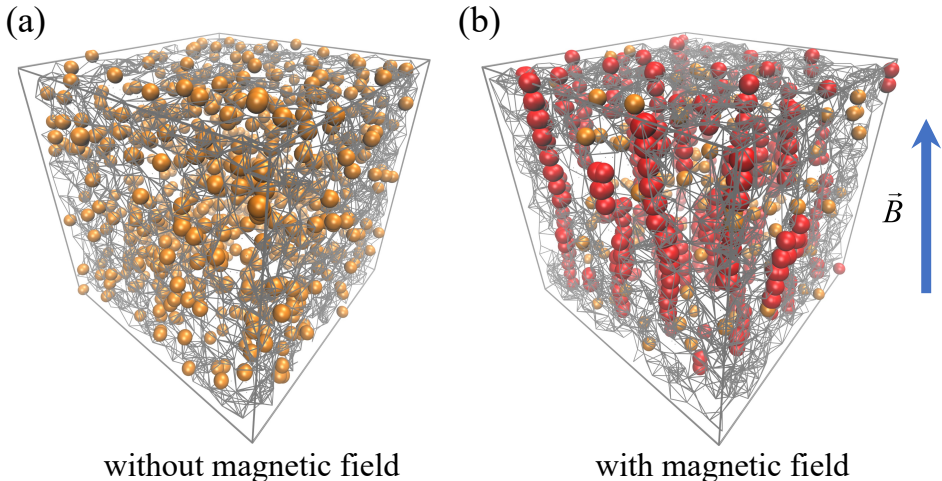 (a)
(b)
B⃗
without magnetic field
with magnetic field